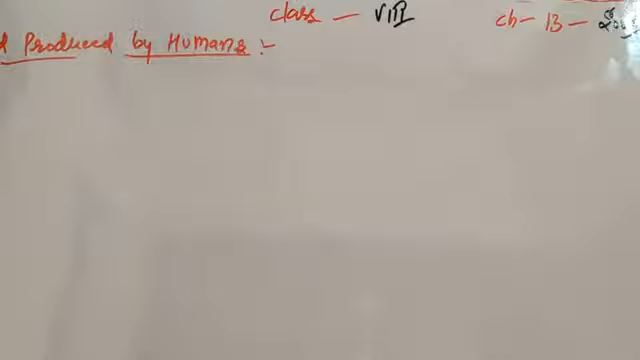 class — VIII
ch - 13 -
Produced by Humans :-